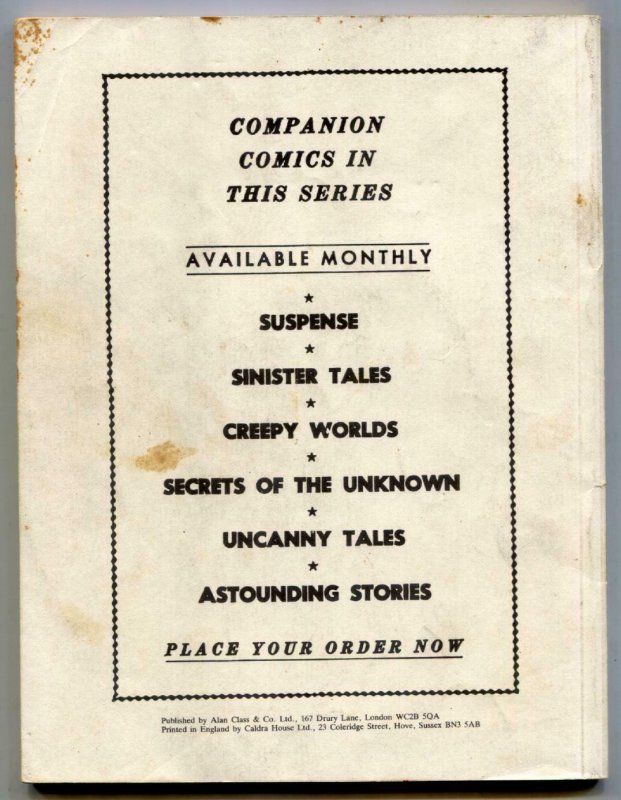 COMPANION
COMICS IN
THIS SERIES
AVAILABLE MONTHLY
★
SUSPENSE
★
SINISTER TALES
★
CREEPY WORLDS
★
SECRETS OF THE UNKNOWN
★
UNCANNY TALES
★
ASTOUNDING STORIES
PLACE YOUR ORDER NOW
Published by Alan Class & Co. Ltd., 167 Drury Lane, London WC2B 5QA
Printed in England by Caldra House Ltd., 23 Coleridge Street, Hove, Sussex BN3 5AB